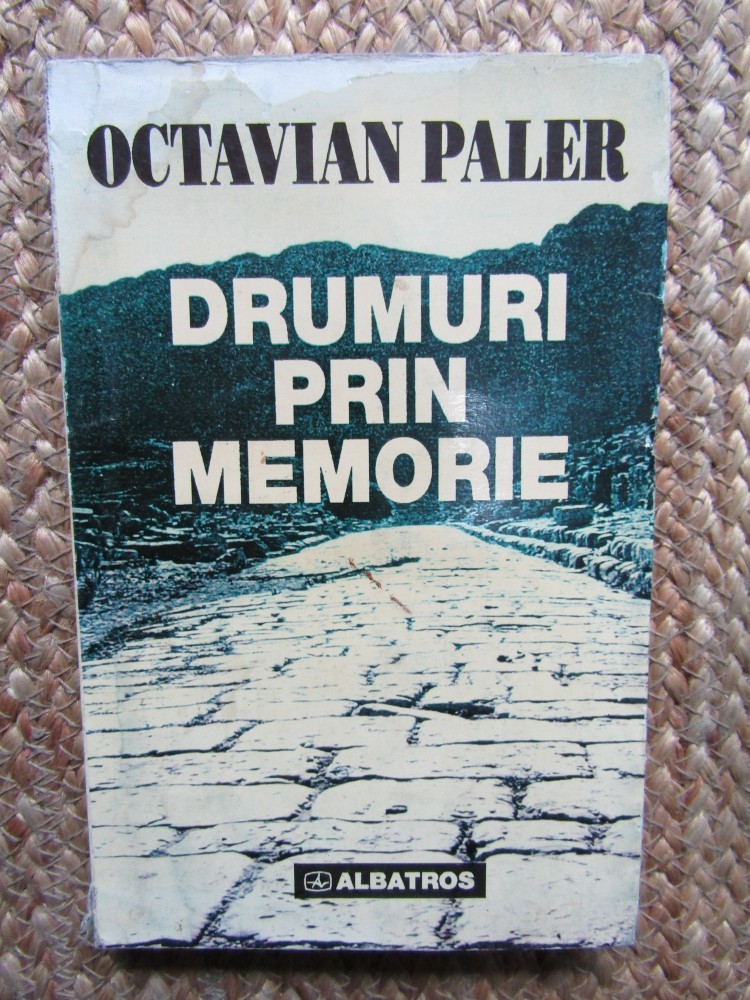 OCTAVIAN PALER
DRUMURI
PRIN
MEMORIE
ALBATROS